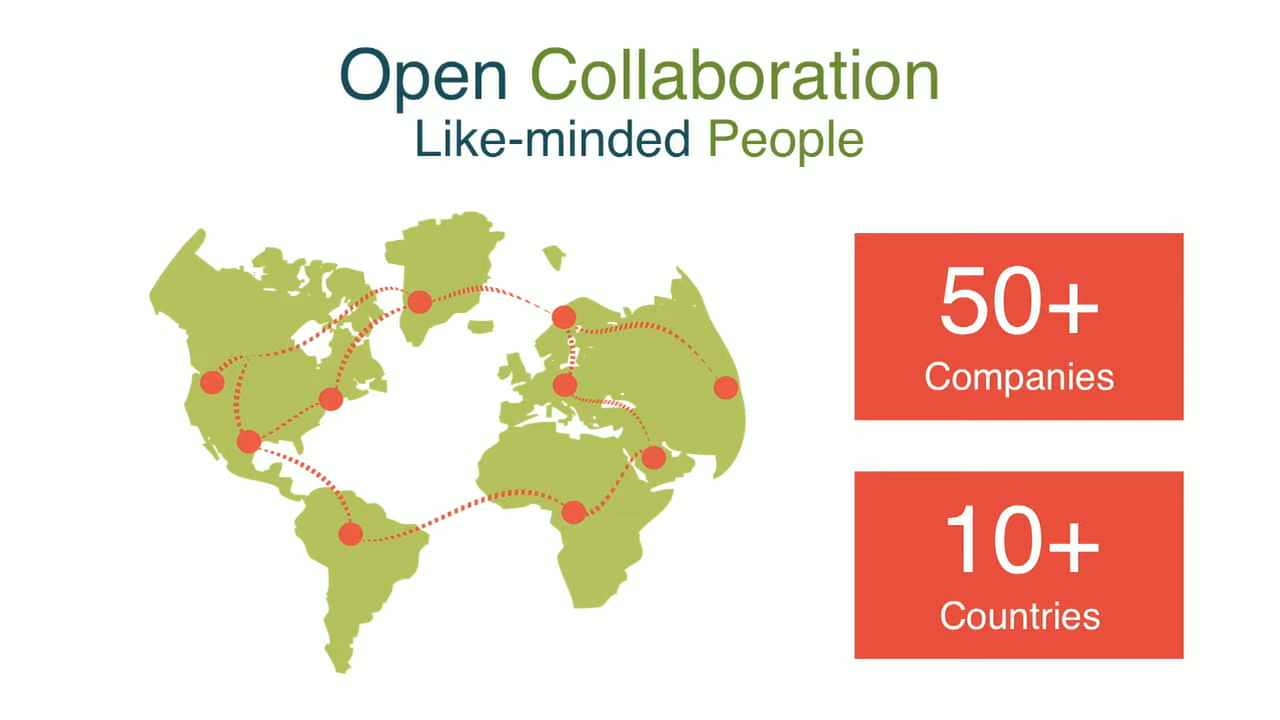 Open Collaboration
Like-minded People
50+
Companies
10+
Countries